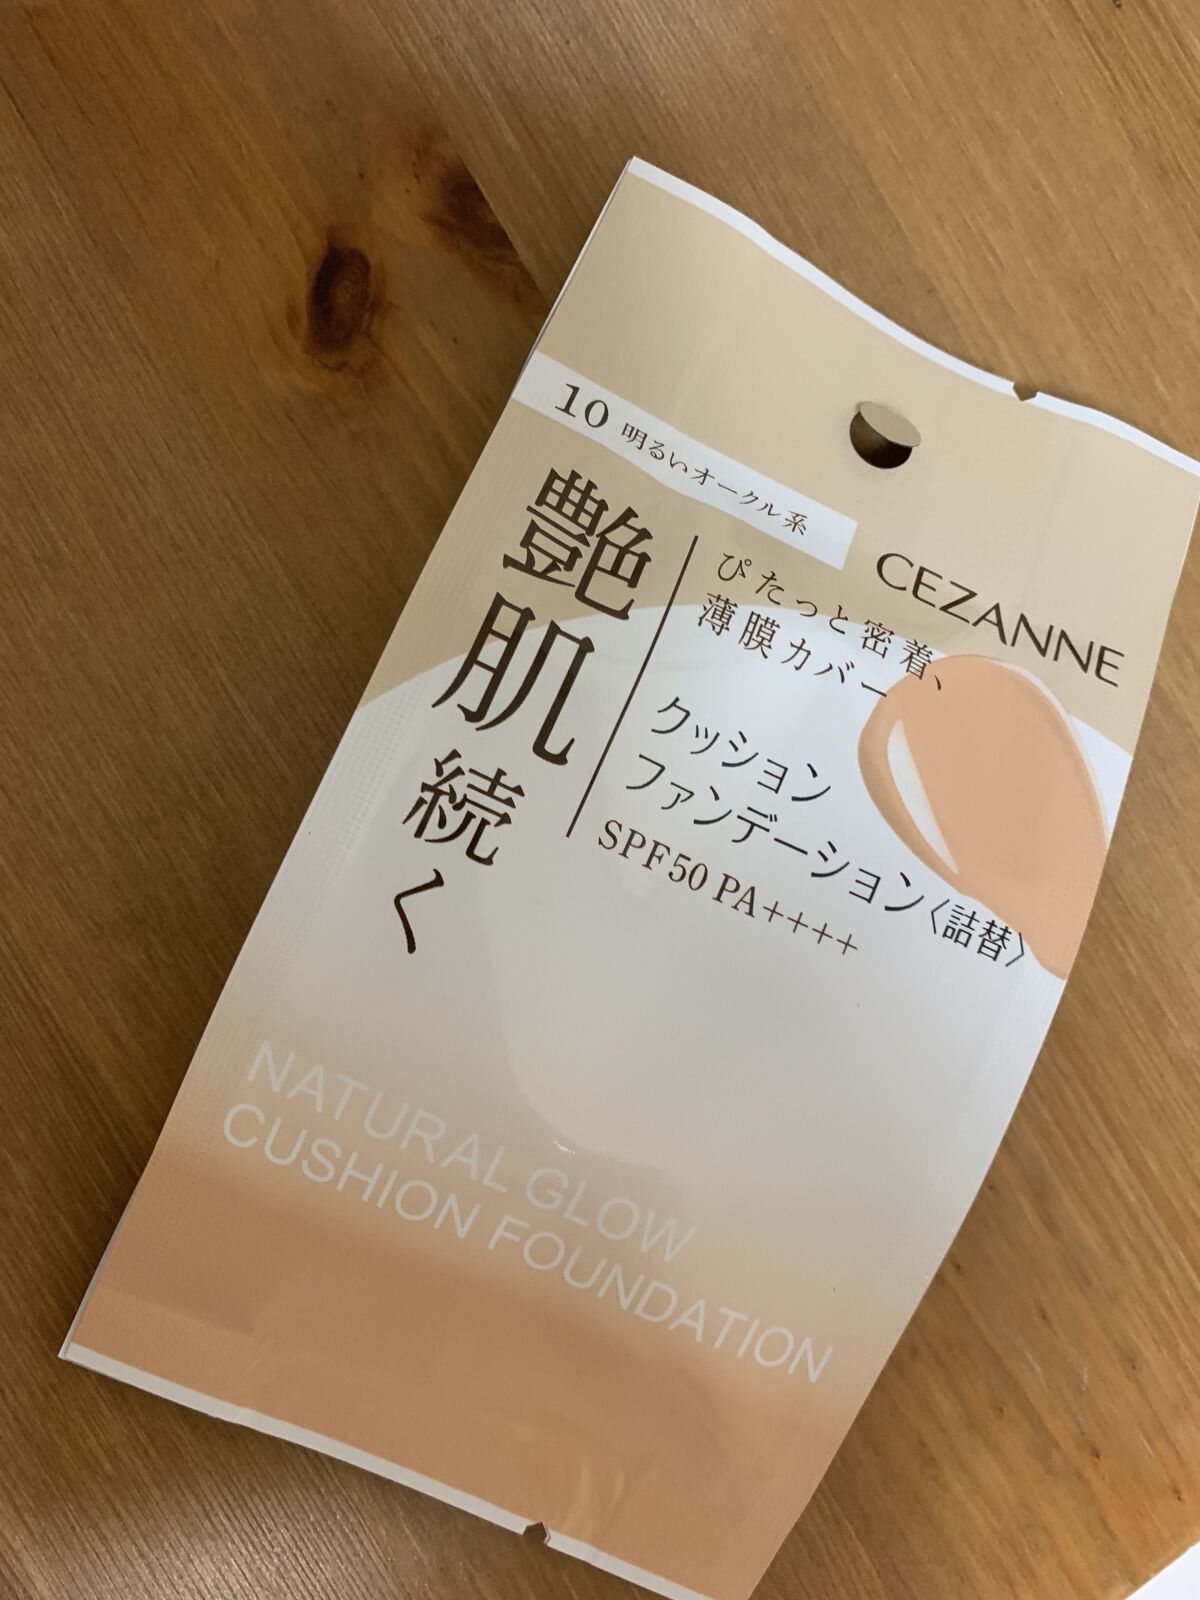 10 明るいオークル系
CEZANNE
艶肌続く
ぴたっと密着、
薄膜カバー
クッション
ファンデーション〈詰替〉
SPF50 PA++++
NATURAL GLOW
CUSHION FOUNDATION